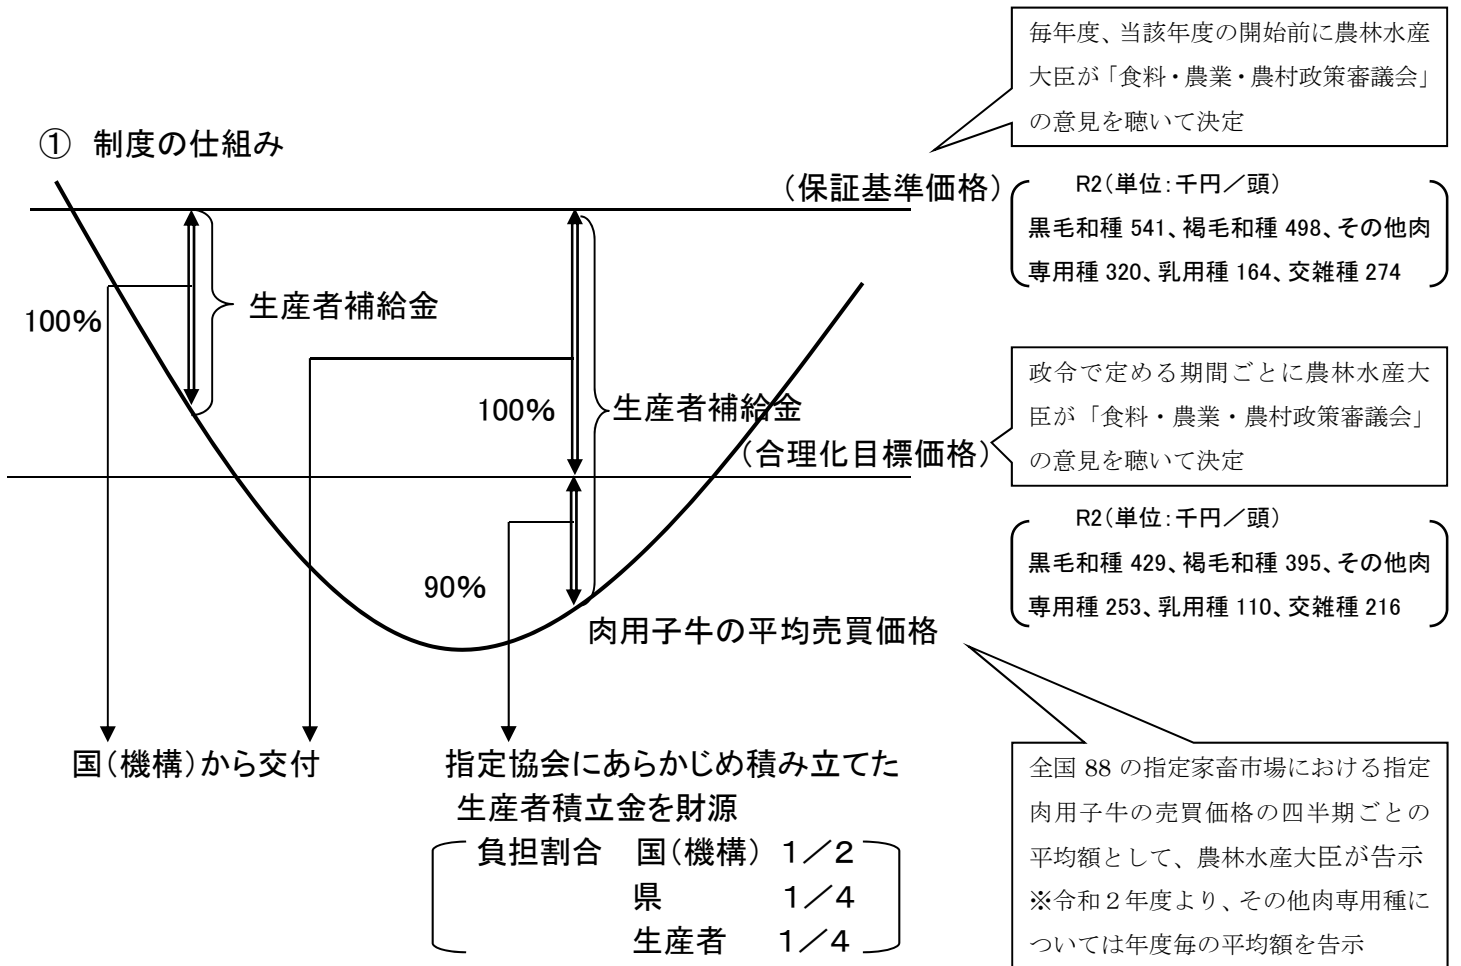 毎年度、当該年度の開始前に農林水産
大臣が「食料・農業・農村政策審議会」
の意見を聴いて決定
① 制度の仕組み
（保証基準価格）
R2（単位：千円／頭）
黒毛和種 541、褐毛和種 498、その他肉
専用種 320、乳用種 164、交雑種 274
100%
生産者補給金
100%
生産者補給金
政令で定める期間ごとに農林水産大
臣が「食料・農業・農村政策審議会」
の意見を聴いて決定
（合理化目標価格）
R2（単位：千円／頭）
黒毛和種 429、褐毛和種 395、その他肉
専用種 253、乳用種 110、交雑種 216
90%
肉用子牛の平均売買価格
国（機構）から交付
指定協会にあらかじめ積み立てた
生産者積立金を財源
負担割合 国（機構） １／２
県 １／４
生産者 １／４
全国 88 の指定家畜市場における指定
肉用子牛の売買価格の四半期ごとの
平均額として、農林水産大臣が告示
※令和２年度より、その他肉専用種に
ついては年度毎の平均額を告示